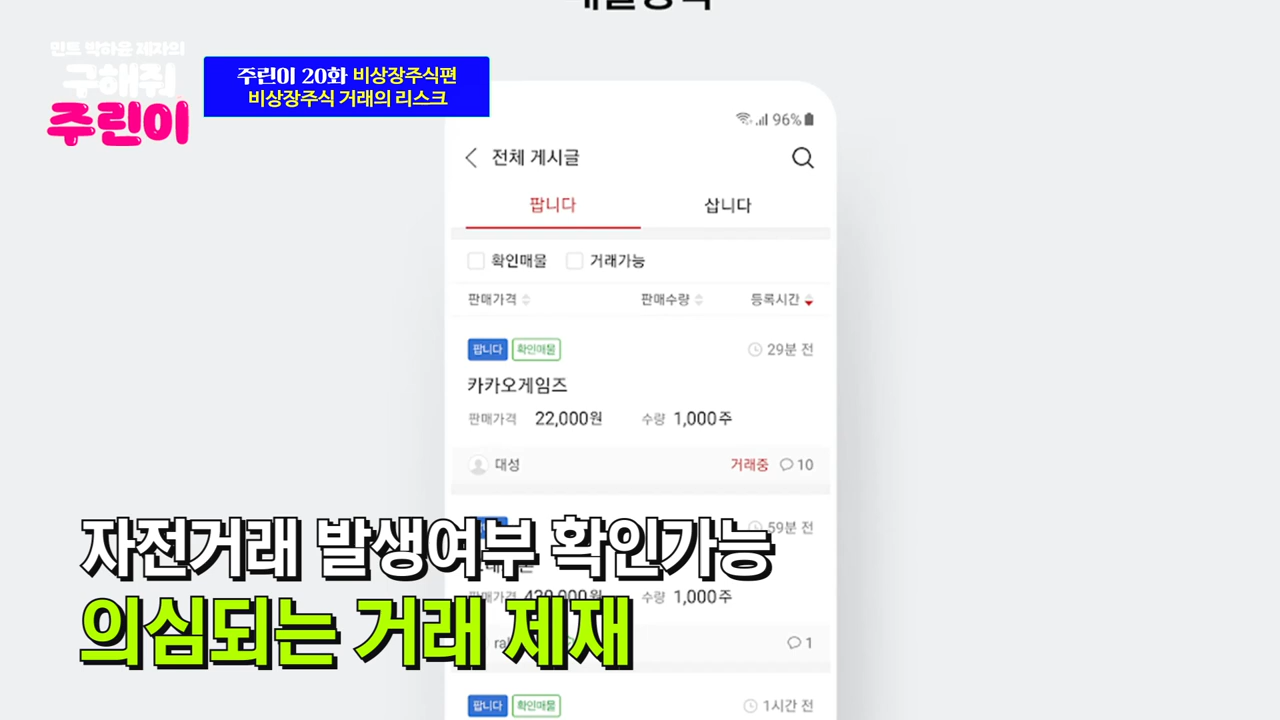 민트 박하윤 제자의
구해줘
주린이
주린이 20화 비상장주식편
비상장주식 거래의 리스크
96%
전체 게시글
팝니다 삽니다
확인매물 거래가능
판매가격 판매수량 등록시간
팝니다 확인매물 29분 전
카카오게임즈
판매가격 22,000원 수량 1,000주
대성 거래중 10
59분 전
자전거래 발생여부 확인가능
판매가격 수량 1,000주
의심되는 거래 제재
1
팝니다 확인매물 1시간 전